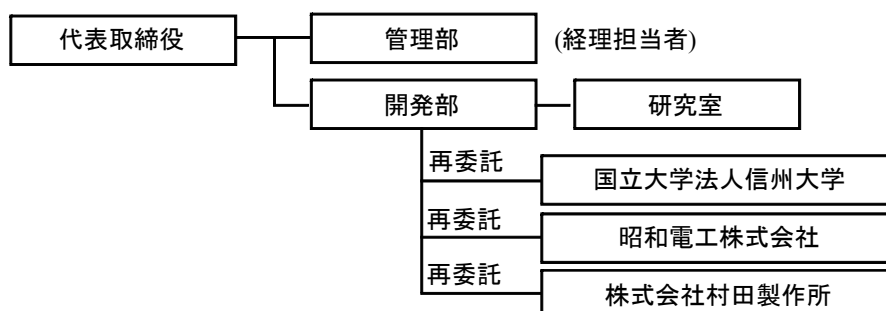 代表取締役
管理部
(経理担当者)
開発部
研究室
再委託
国立大学法人信州大学
再委託
昭和電工株式会社
再委託
株式会社村田製作所